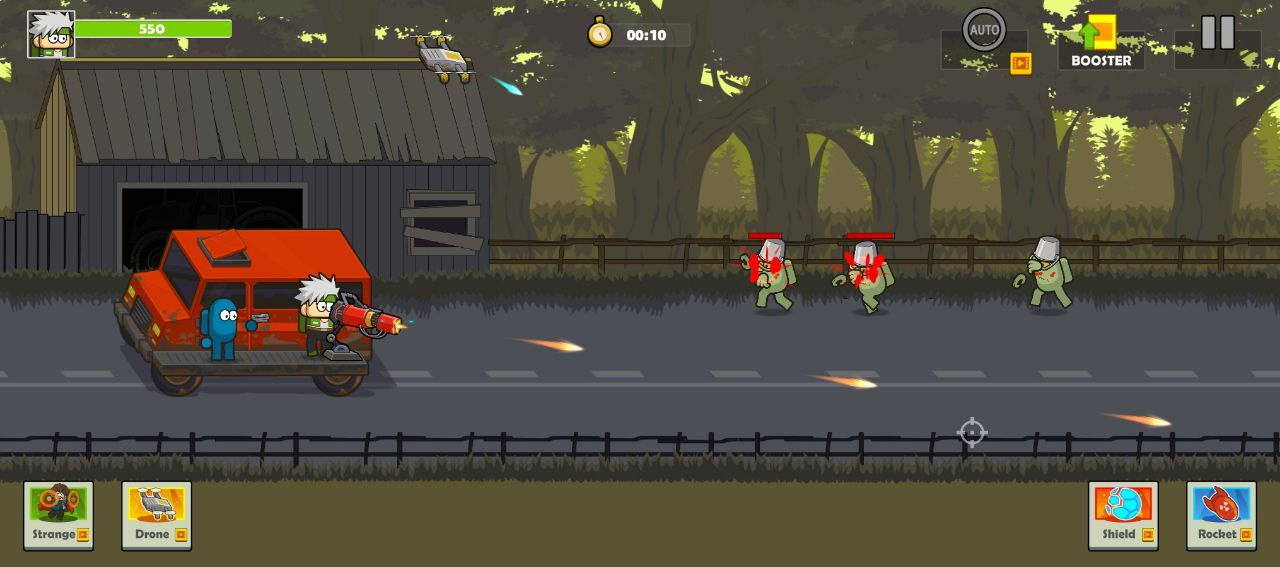 550
00:10
AUTO
BOOSTER
Strange
Drone
Shield
Rocket